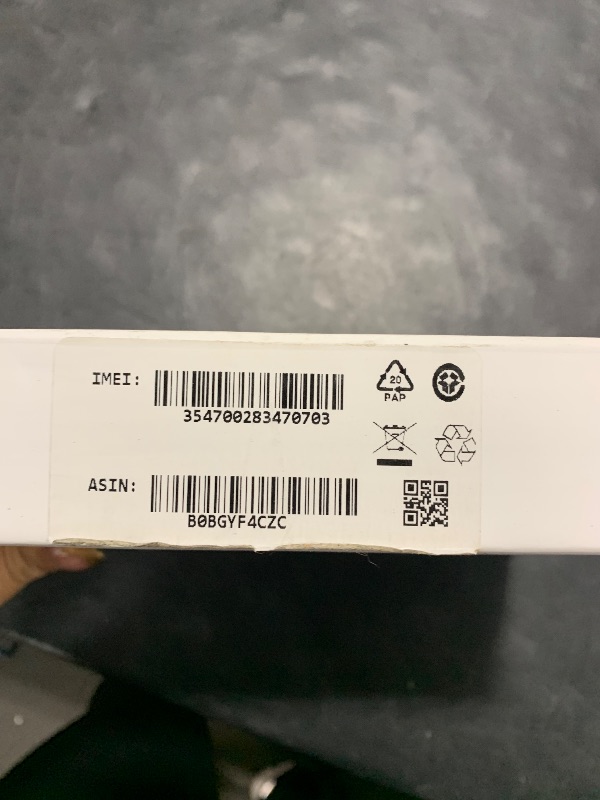 IMEI:
354700283470703
20
PAP
ASIN:
B0BGYF4CZC